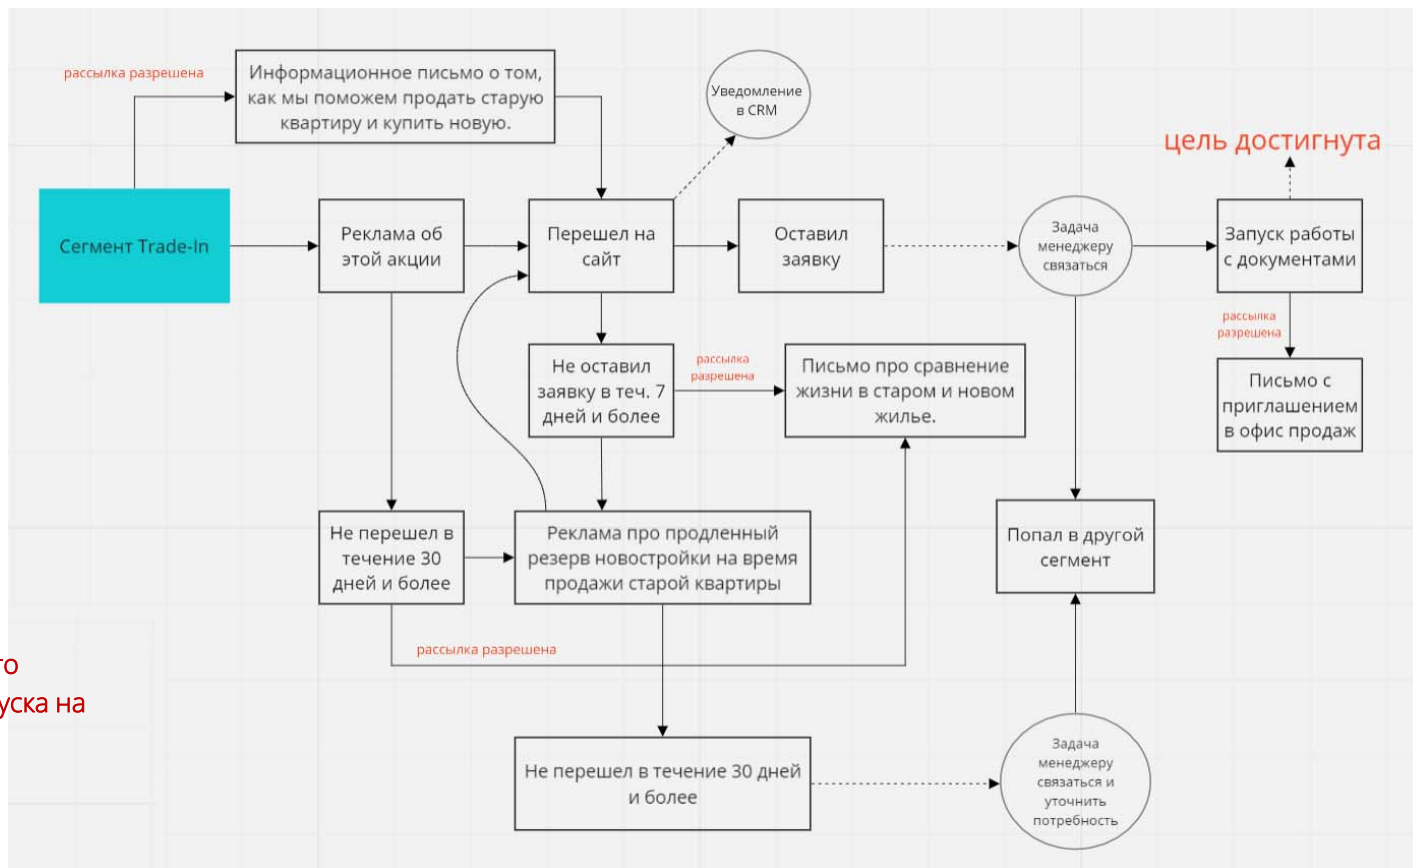 рассылка разрешена
Информационное письмо о том,
как мы поможем продать старую
квартиру и купить новую.
Уведомление
в CRM
цель достигнута
Сегмент Trade-In
Реклама об
этой акции
Перешел на
сайт
Оставил
заявку
Задача
менеджеру
связаться
Запуск работы
с документами
рассылка
разрешена
Не оставил
заявку в теч. 7
дней и более
рассылка
разрешена
Письмо про сравнение
жизни в старом и новом
жилье.
Письмо с
приглашением
в офис продаж
Не перешел в
течение 30
дней и более
Реклама про продленный
резерв новостройки на время
продажи старой квартиры
Попал в другой
сегмент
рассылка разрешена
Не перешел в течение 30 дней
и более
Задача
менеджеру
связаться и
уточнить
потребность
на